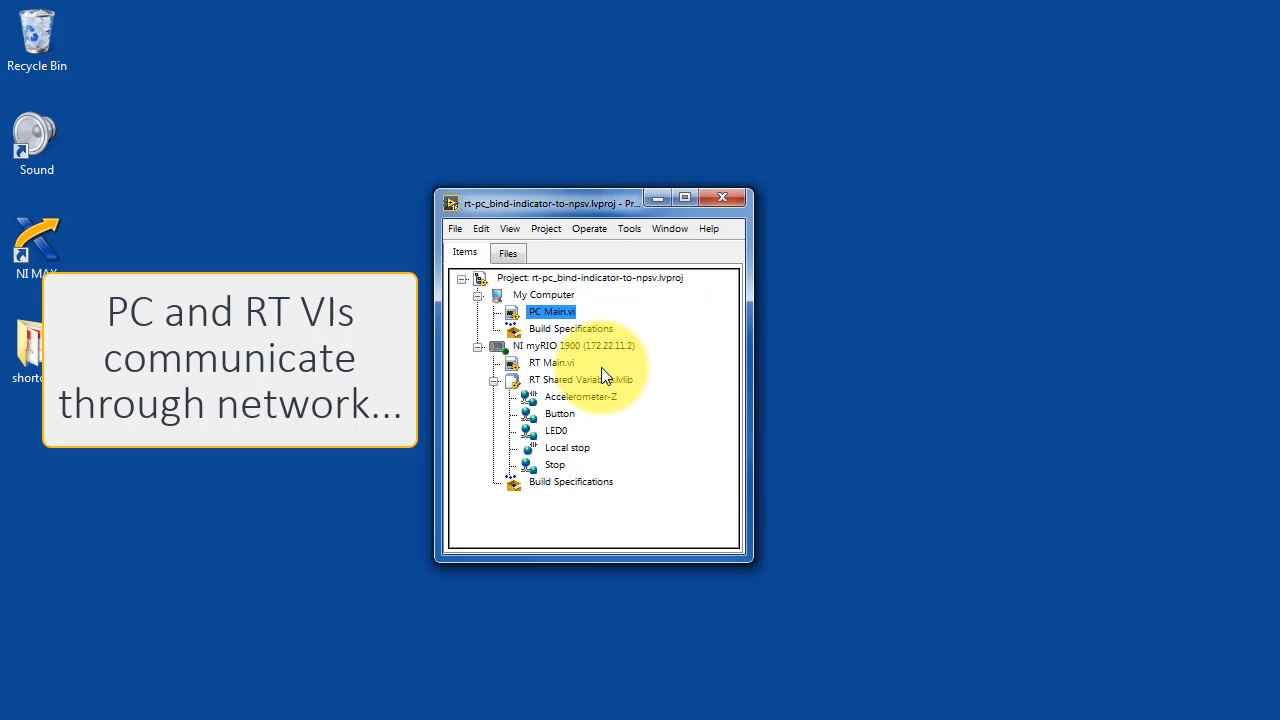 Recycle Bin
Sound
NI MAX
short
PC and RT VIs
communicate
through network...
rt-pc_bind-indicator-to-npsv.lvproj - Pr...
File Edit View Project Operate Tools Window Help
Items Files
Project: rt-pc_bind-indicator-to-npsv.lvproj
My Computer
PC Main.vi
Build Specifications
NI myRIO 1900 (172.22.11.2)
RT Main.vi
RT Shared Variables.lvlib
Accelerometer-Z
Button
LED0
Local stop
Stop
Build Specifications